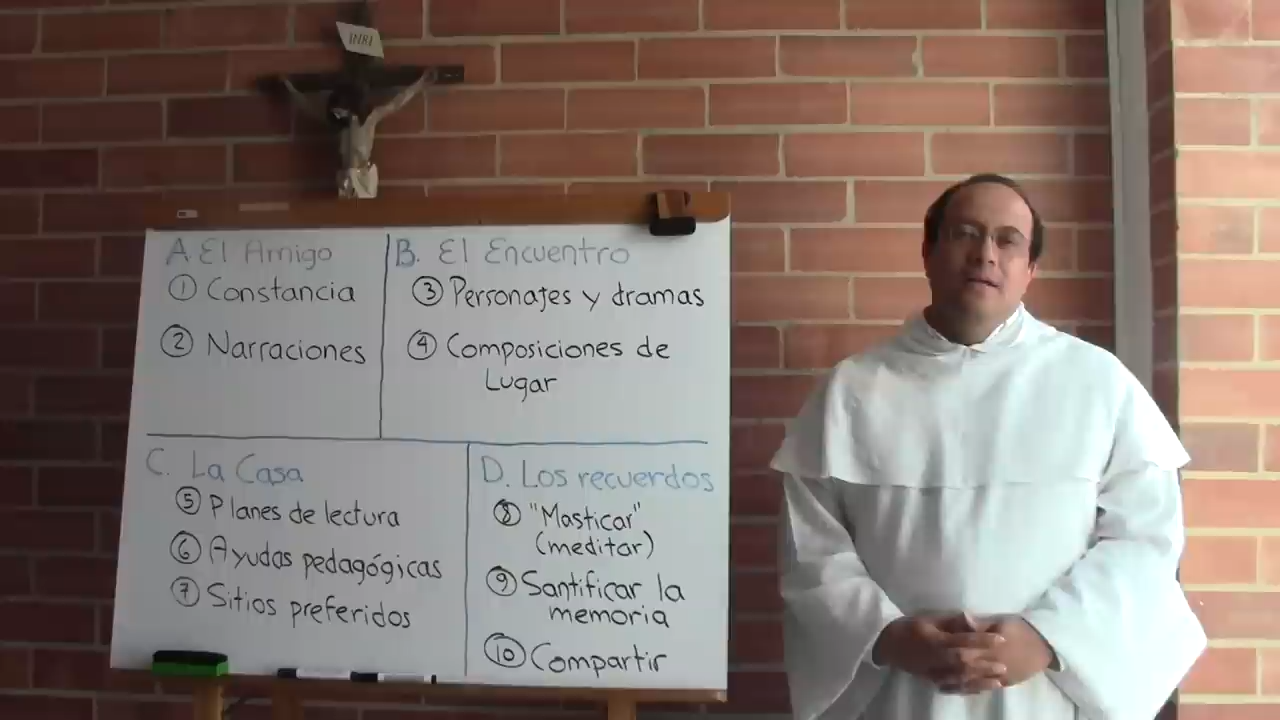 INRI
A. El Amigo
① Constancia
② Narraciones
B. El Encuentro
③ Personajes y dramas
④ Composiciones de
Lugar
C. La Casa
⑤ Planes de lectura
⑥ Ayudas pedagógicas
⑦ Sitios preferidos
D. Los recuerdos
⑧ "Masticar"
(meditar)
⑨ Santificar la
memoria
⑩ Compartir